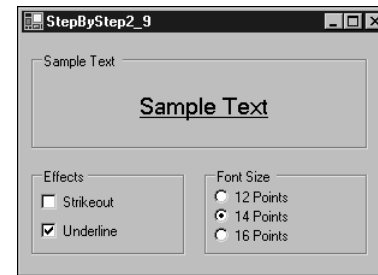 StepByStep2_9
Sample Text
Sample Text
Effects
Strikeout
Underline
Font Size
12 Points
14 Points
16 Points